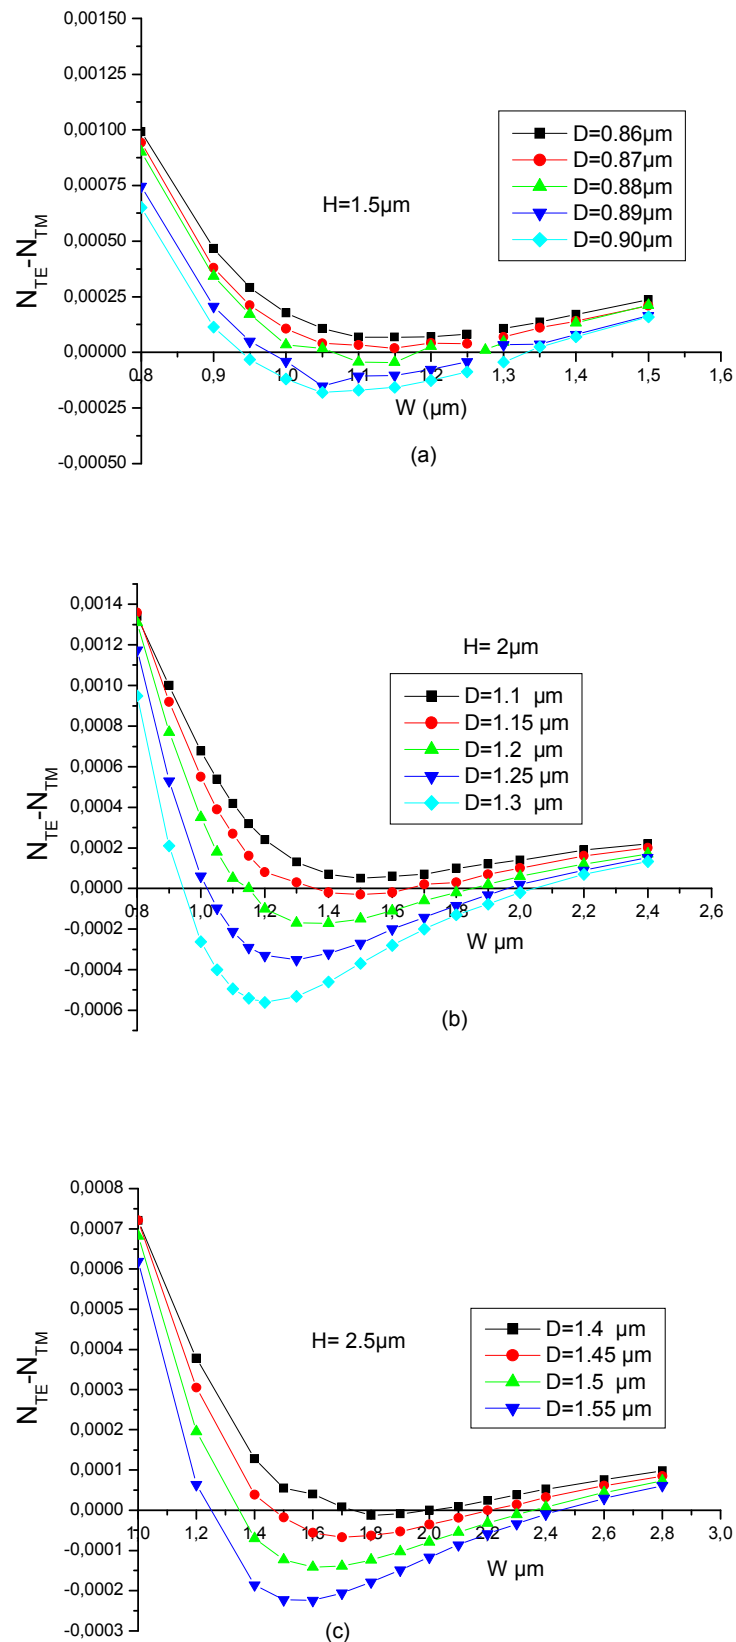 0,00150
0,00125
0,00100
0,00075
0,00050
0,00025
0,00000
-0,00025
-0,00050
N_TE-N_TM
H=1.5µm
D=0.86µm
D=0.87µm
D=0.88µm
D=0.89µm
D=0.90µm
0,8 0,9 1,0 1,1 1,2 1,3 1,4 1,5 1,6
W (µm)
(a)
0,0014
0,0012
0,0010
0,0008
0,0006
0,0004
0,0002
0,0000
-0,0002
-0,0004
-0,0006
N_TE-N_TM
H= 2µm
D=1.1 µm
D=1.15 µm
D=1.2 µm
D=1.25 µm
D=1.3 µm
0,8 1,0 1,2 1,4 1,6 1,8 2,0 2,2 2,4 2,6
W µm
(b)
0,0008
0,0007
0,0006
0,0005
0,0004
0,0003
0,0002
0,0001
0,0000
-0,0001
-0,0002
-0,0003
N_TE-N_TM
H= 2.5µm
D=1.4 µm
D=1.45 µm
D=1.5 µm
D=1.55 µm
1,0 1,2 1,4 1,6 1,8 2,0 2,2 2,4 2,6 2,8 3,0
W µm
(c)